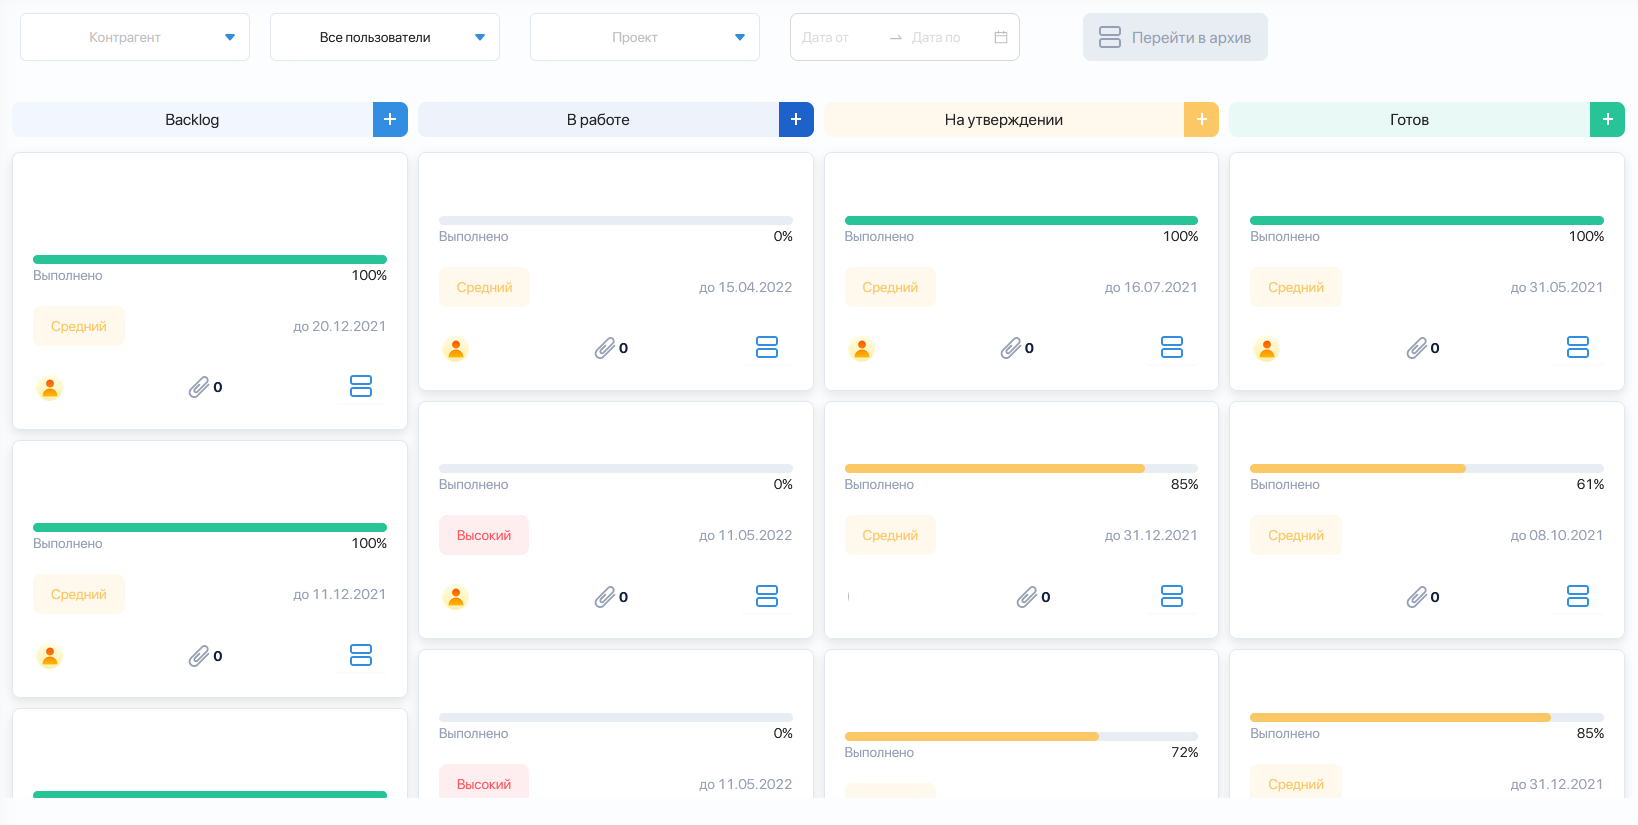 Контрагент
Все пользователи
Проект
Дата от
Дата по
Перейти в архив
Backlog
+
В работе
+
На утверждении
+
Готов
+
Выполнено 100%
Средний до 20.12.2021
0
Выполнено 100%
Средний до 11.12.2021
0
Выполнено 0%
Средний до 15.04.2022
0
Выполнено 0%
Высокий до 11.05.2022
0
Выполнено 0%
Высокий до 11.05.2022
Выполнено 100%
Средний до 16.07.2021
0
Выполнено 85%
Средний до 31.12.2021
0
Выполнено 72%
Выполнено 100%
Средний до 31.05.2021
0
Выполнено 61%
Средний до 08.10.2021
0
Выполнено 85%
Средний до 31.12.2021